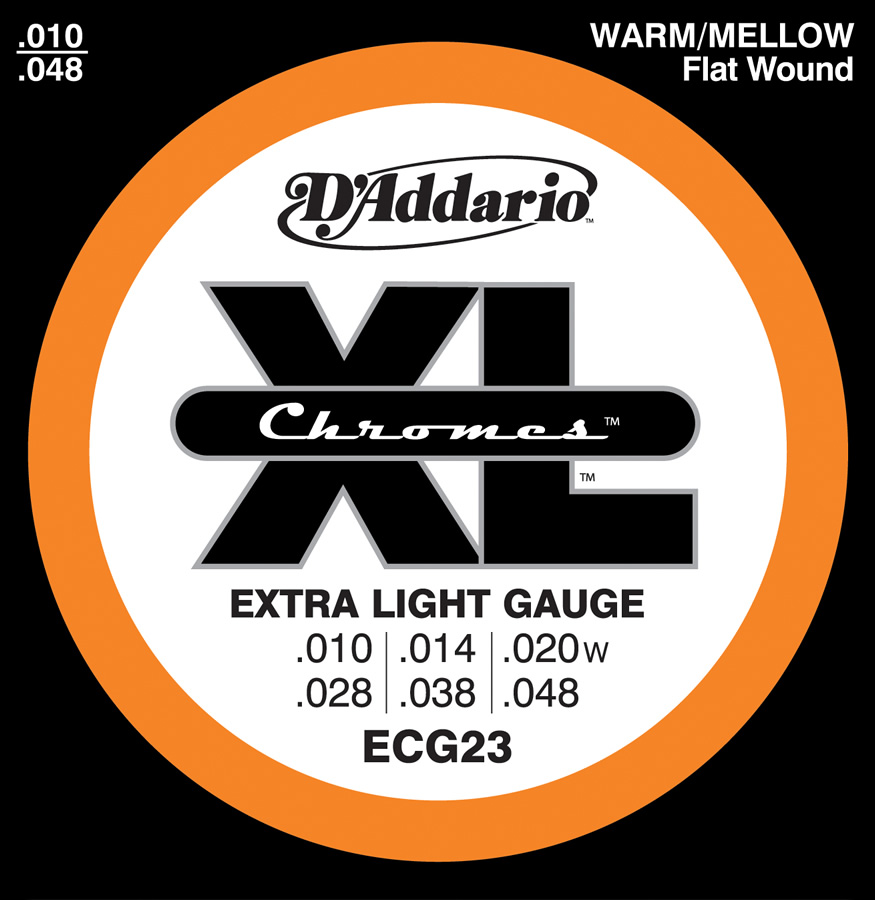 .010
.048
WARM/MELLOW
Flat Wound
D'Addario™
XL™
Chromes™
EXTRA LIGHT GAUGE
.010 | .014 | .020w
.028 | .038 | .048
ECG23